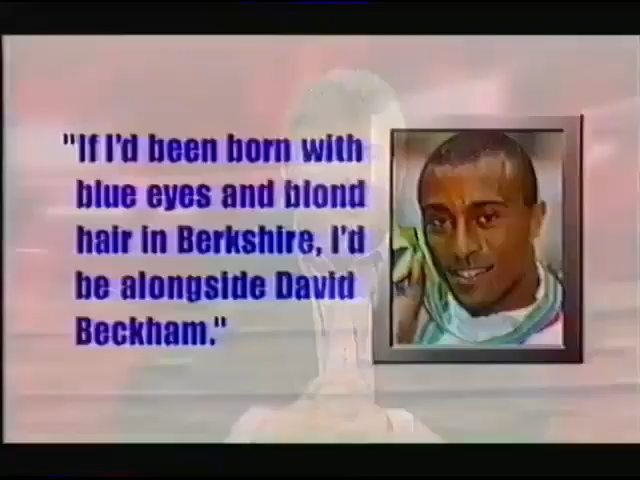 "If I'd been born with
blue eyes and blond
hair in Berkshire, I'd
be alongside David
Beckham."